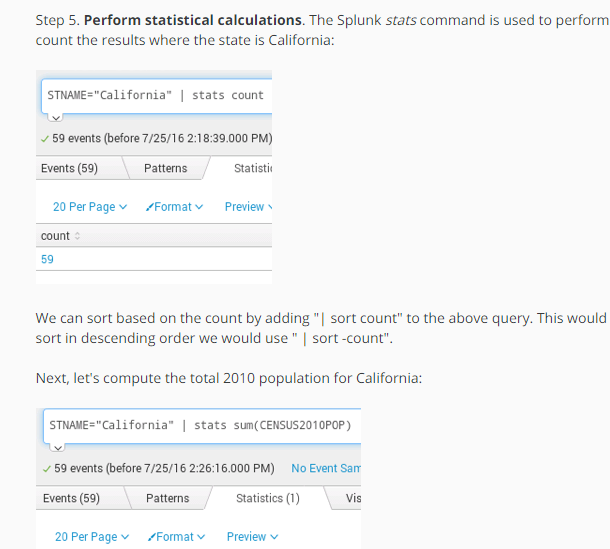 Step 5. Perform statistical calculations. The Splunk stats command is used to perform
count the results where the state is California:
STNAME="California" | stats count
59 events (before 7/25/16 2:18:39.000 PM)
Events (59) Patterns Statistic
20 Per Page Format Preview
count
59
We can sort based on the count by adding "| sort count" to the above query. This would
sort in descending order we would use " | sort -count".
Next, let's compute the total 2010 population for California:
STNAME="California" | stats sum(CENSUS2010POP)
59 events (before 7/25/16 2:26:16.000 PM) No Event Sam
Events (59) Patterns Statistics (1) Vis
20 Per Page Format Preview